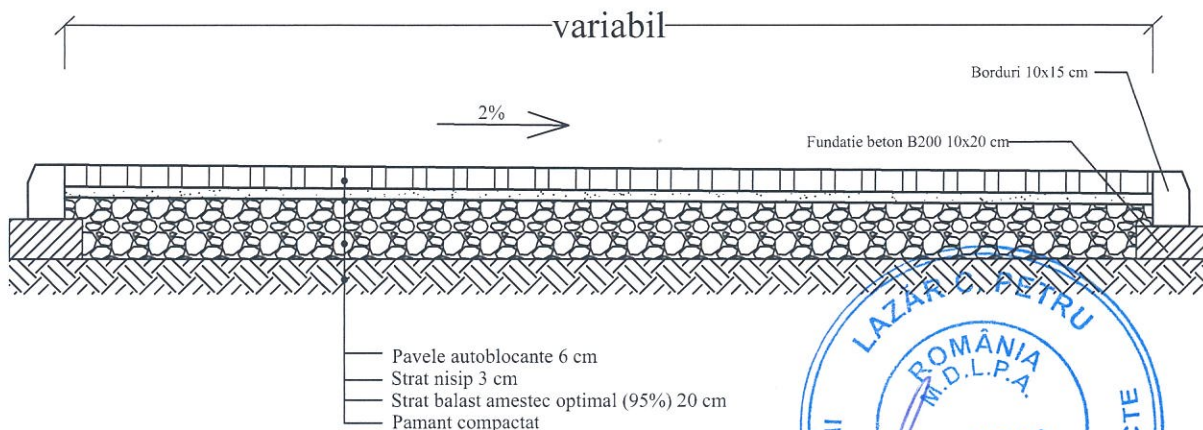 variabil
Borduri 10x15 cm
2%
Fundatie beton B200 10x20 cm
LAZĂR C. PETRU
ROMÂNIA
M.D.L.P.A.
Pavele autoblocante 6 cm
Strat nisip 3 cm
Strat balast amestec optimal (95%) 20 cm
Pamant compactat